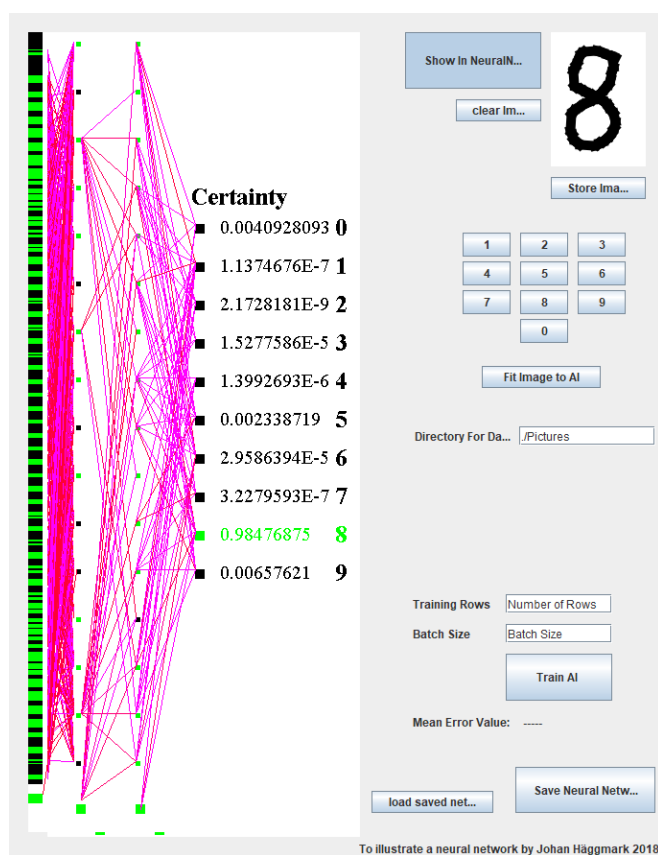 Show In NeuralN...
clear Im...
8
Store Ima...
Certainty
0.0040928093 0
1.1374676E-7 1
2.1728181E-9 2
1.5277586E-5 3
1.3992693E-6 4
0.002338719 5
2.9586394E-5 6
3.2279593E-7 7
0.98476875 8
0.00657621 9
1 2 3
4 5 6
7 8 9
0
Fit Image to AI
Directory For Da... ./Pictures
Training Rows Number of Rows
Batch Size Batch Size
Train AI
Mean Error Value: -----
load saved net...
Save Neural Netw...
To illustrate a neural network by Johan Häggmark 2018